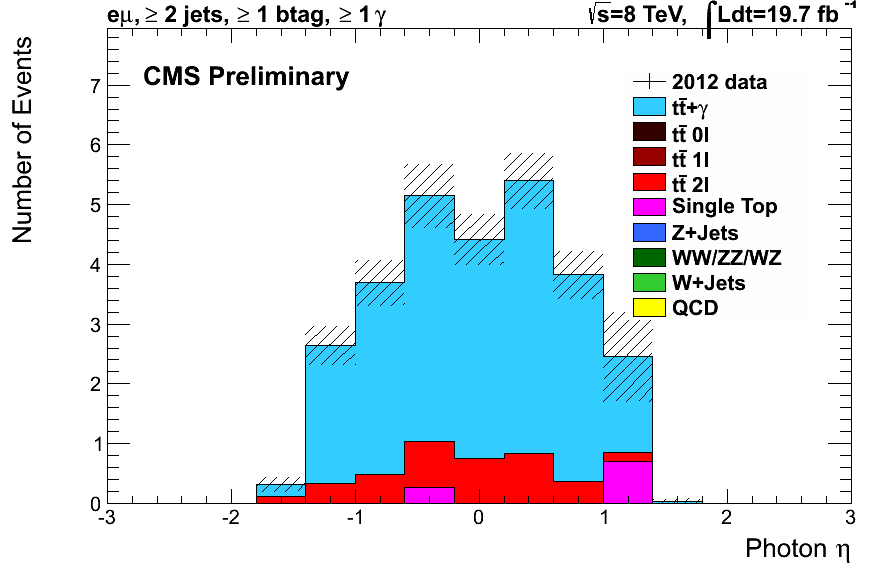 eμ, ≥ 2 jets, ≥ 1 btag, ≥ 1 γ
√s=8 TeV, ∫Ldt=19.7 fb⁻¹
Number of Events
CMS Preliminary
2012 data
tt̄+γ
tt̄ 0l
tt̄ 1l
tt̄ 2l
Single Top
Z+Jets
WW/ZZ/WZ
W+Jets
QCD
7
6
5
4
3
2
1
0
-3 -2 -1 0 1 2 3
Photon η